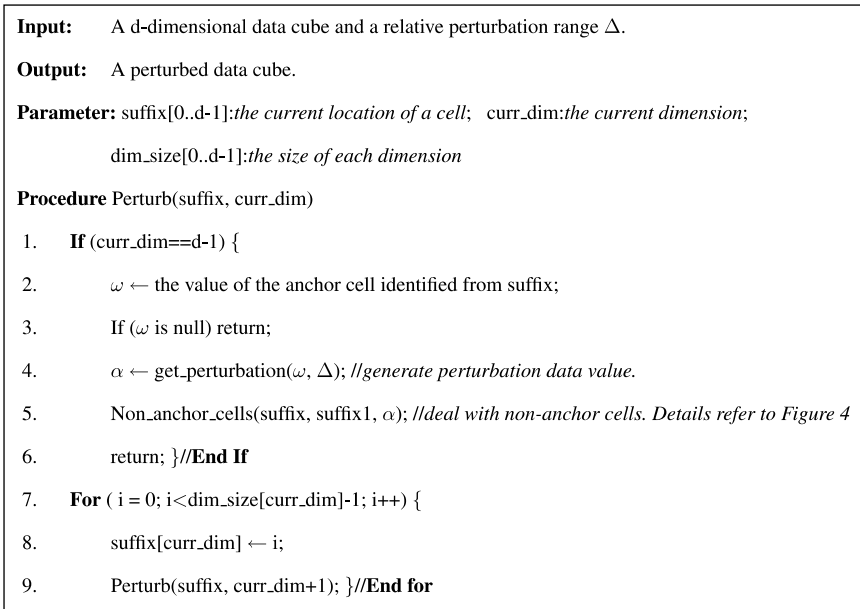 Input: A d-dimensional data cube and a relative perturbation range Δ.
Output: A perturbed data cube.
Parameter: suffix[0..d-1]:the current location of a cell; curr_dim:the current dimension;
dim_size[0..d-1]:the size of each dimension
Procedure Perturb(suffix, curr_dim)
1. If (curr_dim==d-1) {
2. ω ← the value of the anchor cell identified from suffix;
3. If (ω is null) return;
4. α ← get_perturbation(ω, Δ); //generate perturbation data value.
5. Non_anchor_cells(suffix, suffix1, α); //deal with non-anchor cells. Details refer to Figure 4
6. return; }//End If
7. For ( i = 0; i<dim_size[curr_dim]-1; i++) {
8. suffix[curr_dim] ← i;
9. Perturb(suffix, curr_dim+1); }//End for